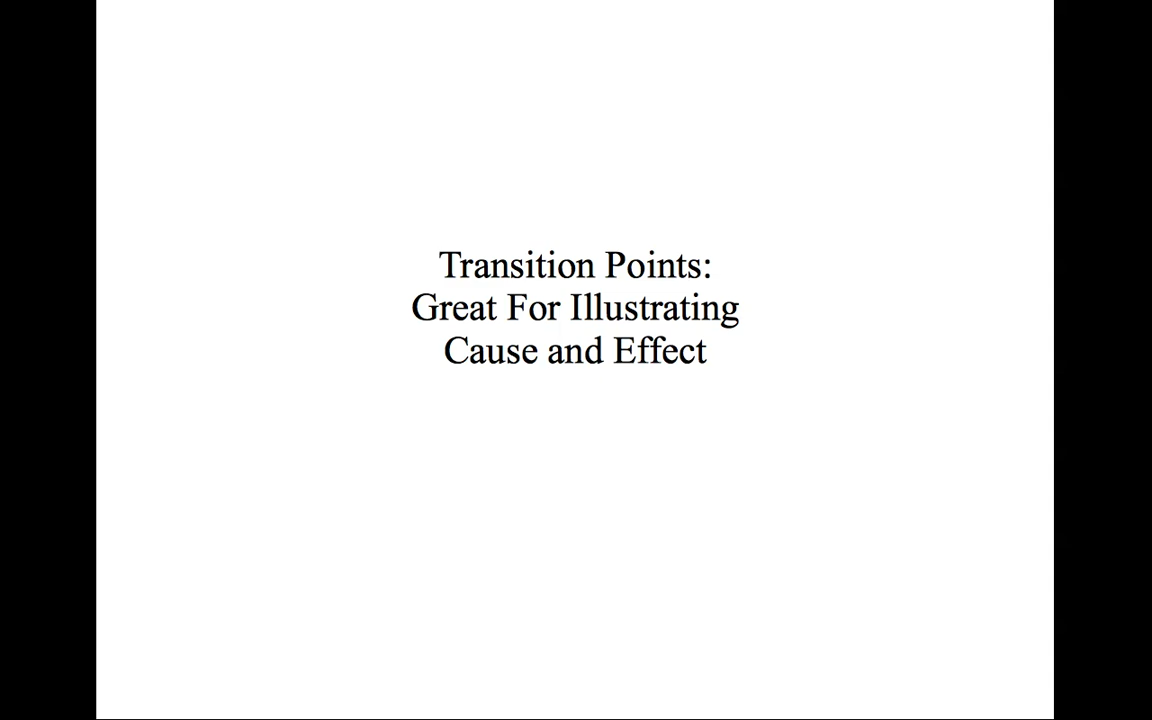 Transition Points:
Great For Illustrating
Cause and Effect